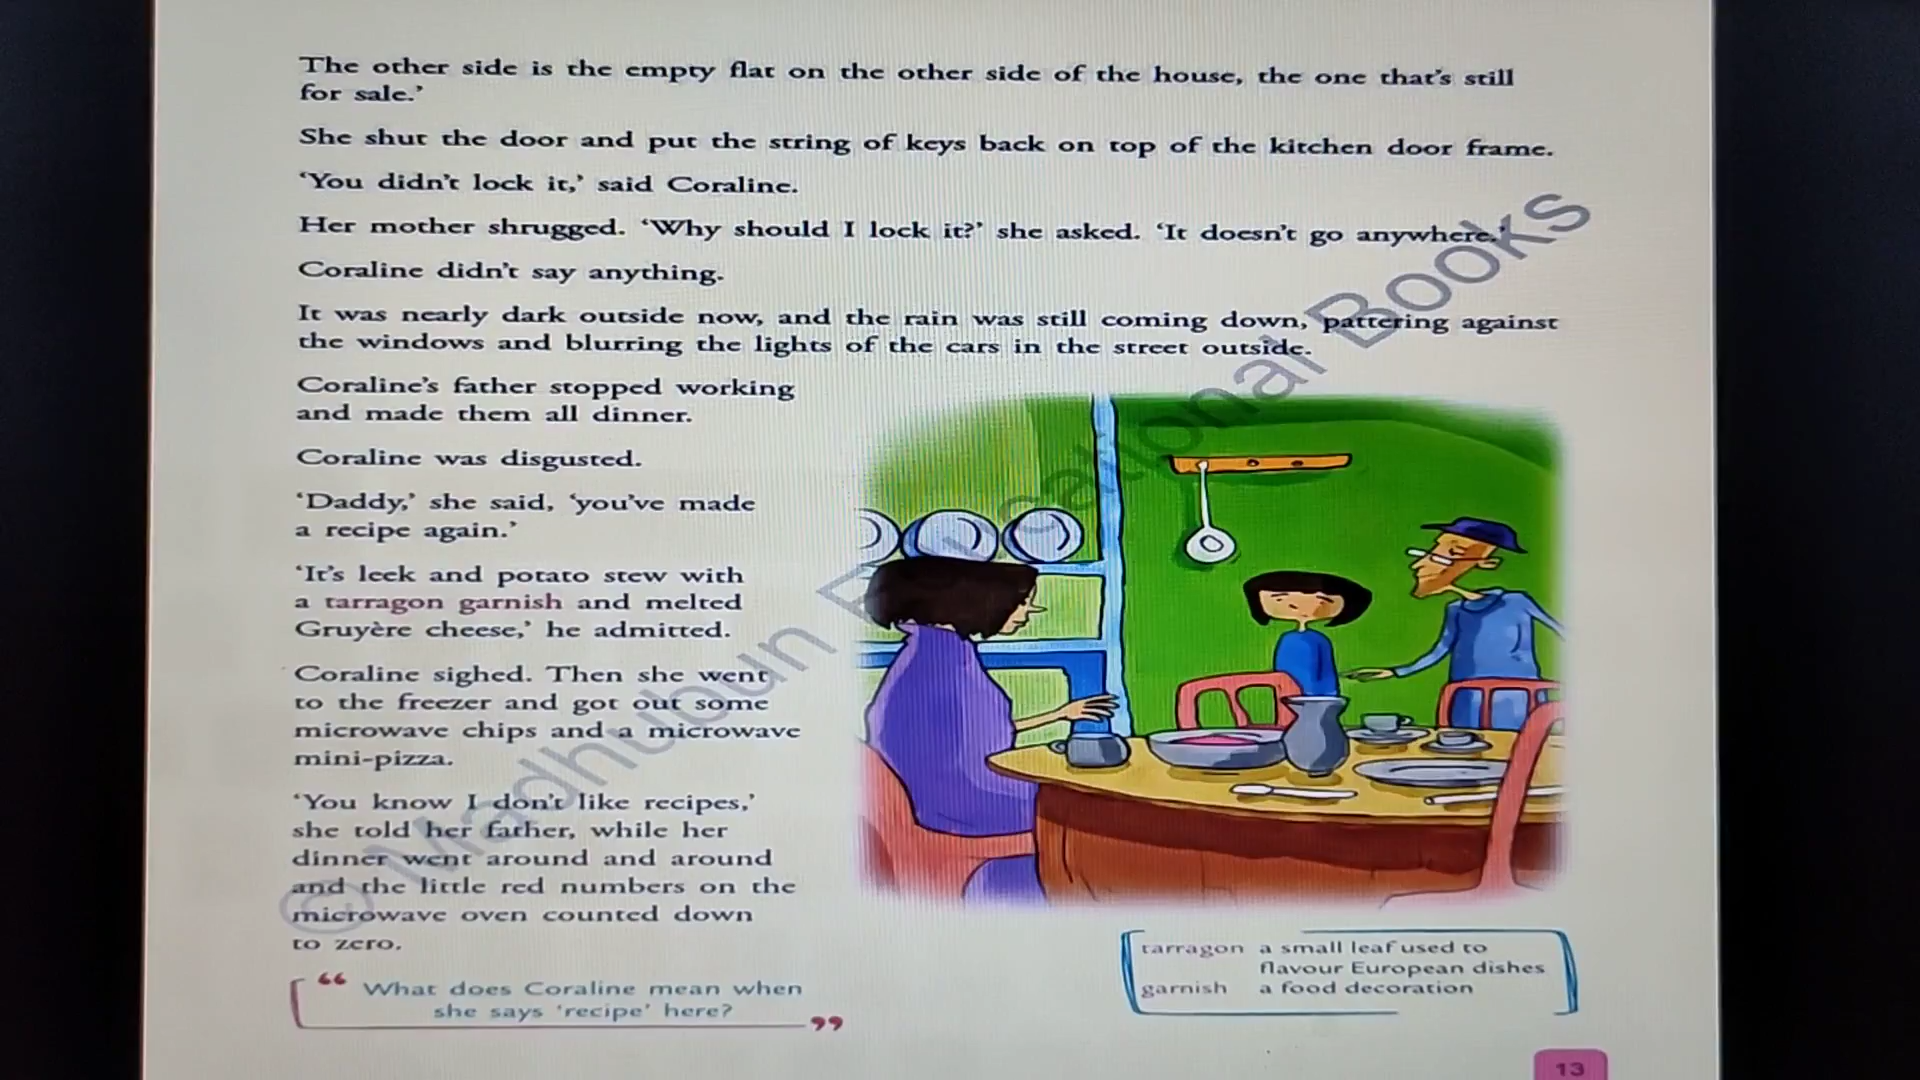 The other side is the empty flat on the other side of the house, the one that's still
for sale.'
She shut the door and put the string of keys back on top of the kitchen door frame.
'You didn't lock it,' said Coraline.
Her mother shrugged. 'Why should I lock it?' she asked. 'It doesn't go anywhere.'
Coraline didn't say anything.
It was nearly dark outside now, and the rain was still coming down, pattering against
the windows and blurring the lights of the cars in the street outside.
Coraline's father stopped working
and made them all dinner.
Coraline was disgusted.
'Daddy,' she said, 'you've made
a recipe again.'
'It's leek and potato stew with
a tarragon garnish and melted
Gruyère cheese,' he admitted.
Coraline sighed. Then she went
to the freezer and got out some
microwave chips and a microwave
mini-pizza.
'You know I don't like recipes,'
she told her father, while her
dinner went around and around
and the little red numbers on the
microwave oven counted down
to zero.
“ What does Coraline mean when
she says 'recipe' here? ”
tarragon a small leaf used to
flavour European dishes
garnish a food decoration
13
© Madhubun Educational Books